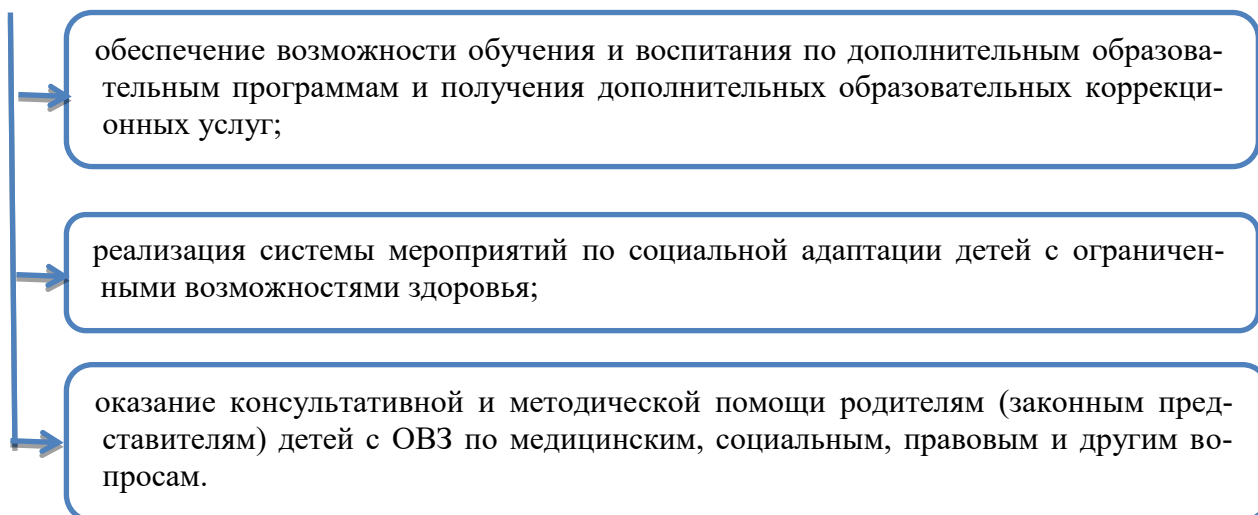 обеспечение возможности обучения и воспитания по дополнительным образова-
тельным программам и получения дополнительных образовательных коррекци-
онных услуг;
реализация системы мероприятий по социальной адаптации детей с ограничен-
ными возможностями здоровья;
оказание консультативной и методической помощи родителям (законным пред-
ставителям) детей с ОВЗ по медицинским, социальным, правовым и другим во-
просам.